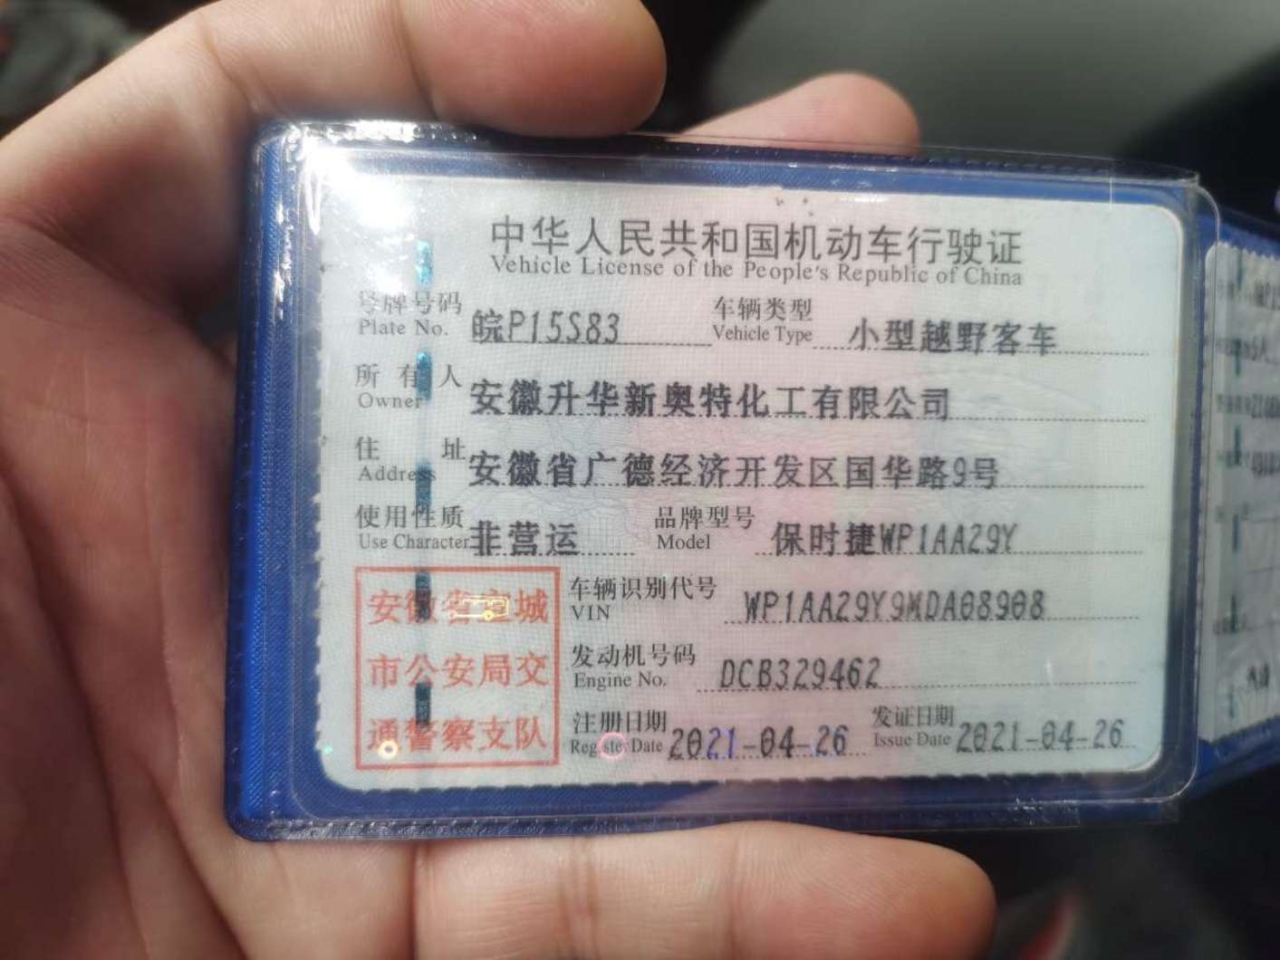 中华人民共和国机动车行驶证
Vehicle License of the People's Republic of China
号牌号码 皖P15S83 车辆类型 小型越野客车
Plate No. Vehicle Type
所有人 安徽升华新奥特化工有限公司
Owner
住址 安徽省广德经济开发区国华路9号
Address
使用性质 非营运 品牌型号 保时捷WP1AA29Y
Use Character Model
安徽省宣城
市公安局交
通警察支队
车辆识别代号 WP1AA29Y9MDA08908
VIN
发动机号码 DCB329462
Engine No.
注册日期 2021-04-26 发证日期 2021-04-26
Register Date Issue Date